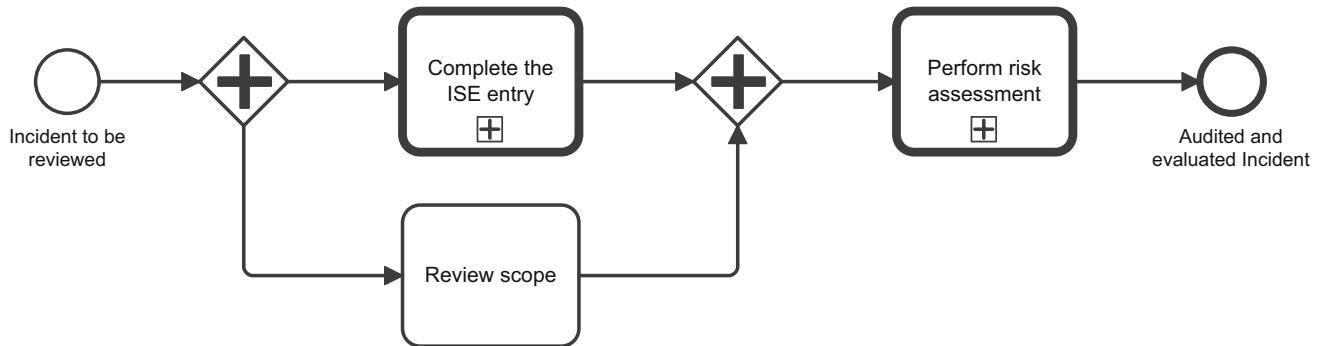 Incident to be
reviewed
Complete the
ISE entry
Review scope
Perform risk
assessment
Audited and
evaluated Incident